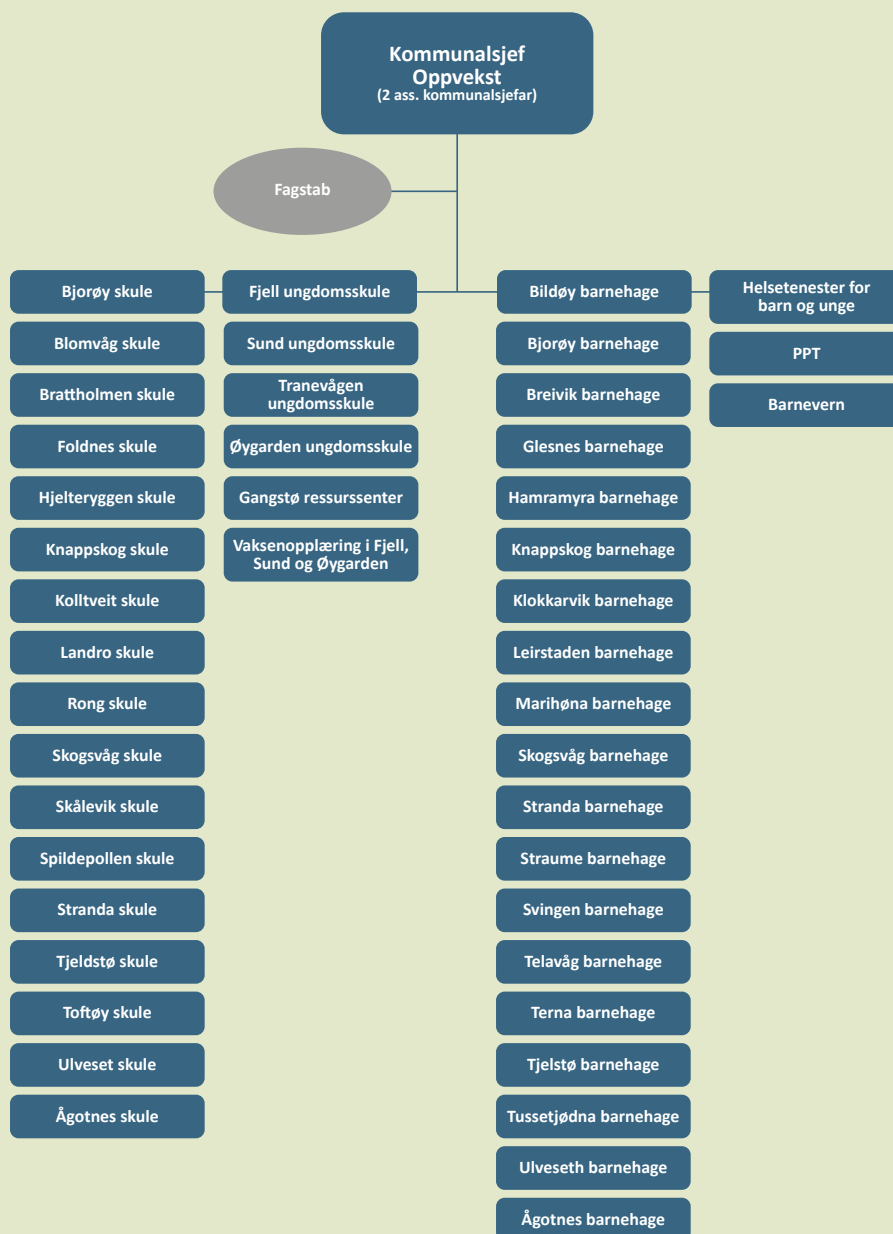 Kommunalsjef
Oppvekst
(2 ass. kommunalsjefar)
Fagstab
Bjorøy skule
Blomvåg skule
Brattholmen skule
Foldnes skule
Hjelteryggen skule
Knappskog skule
Kolltveit skule
Landro skule
Rong skule
Skogsvåg skule
Skålevik skule
Spildepollen skule
Stranda skule
Tjeldstø skule
Toftøy skule
Ulveset skule
Ågotnes skule
Fjell ungdomsskule
Sund ungdomsskule
Tranevågen
ungdomsskule
Øygarden ungdomsskule
Gangstø ressurssenter
Vaksenopplæring i Fjell,
Sund og Øygarden
Bildøy barnehage
Bjorøy barnehage
Breivik barnehage
Glesnes barnehage
Hamramyra barnehage
Knappskog barnehage
Klokkarvik barnehage
Leirstaden barnehage
Marihøna barnehage
Skogsvåg barnehage
Stranda barnehage
Straume barnehage
Svingen barnehage
Telavåg barnehage
Terna barnehage
Tjelstø barnehage
Tussetjødna barnehage
Ulveseth barnehage
Ågotnes barnehage
Helsetenester for
barn og unge
PPT
Barnevern